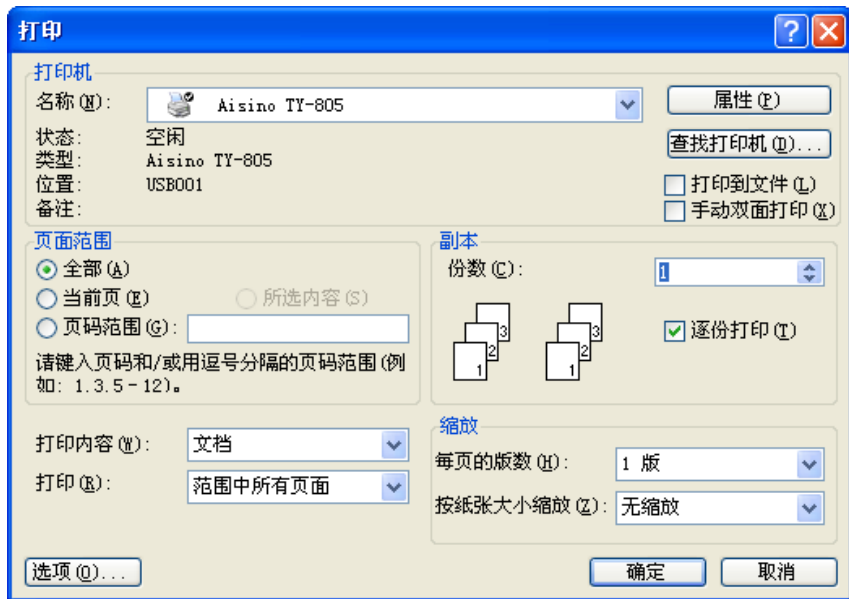 打印
打印机
名称(N): Aisino TY-805 属性(P)
状态: 空闲 查找打印机(D)...
类型: Aisino TY-805
位置: USB001 打印到文件(L)
备注: 手动双面打印(X)
页面范围
全部(A)
当前页(E) 所选内容(S)
页码范围(G):
请键入页码和/或用逗号分隔的页码范围(例
如: 1.3.5-12)。
副本
份数(C): 1
1 2 3 1 2 3 逐份打印(T)
打印内容(W): 文档
打印(R): 范围中所有页面
缩放
每页的版数(H): 1 版
按纸张大小缩放(Z): 无缩放
选项(O)... 确定 取消